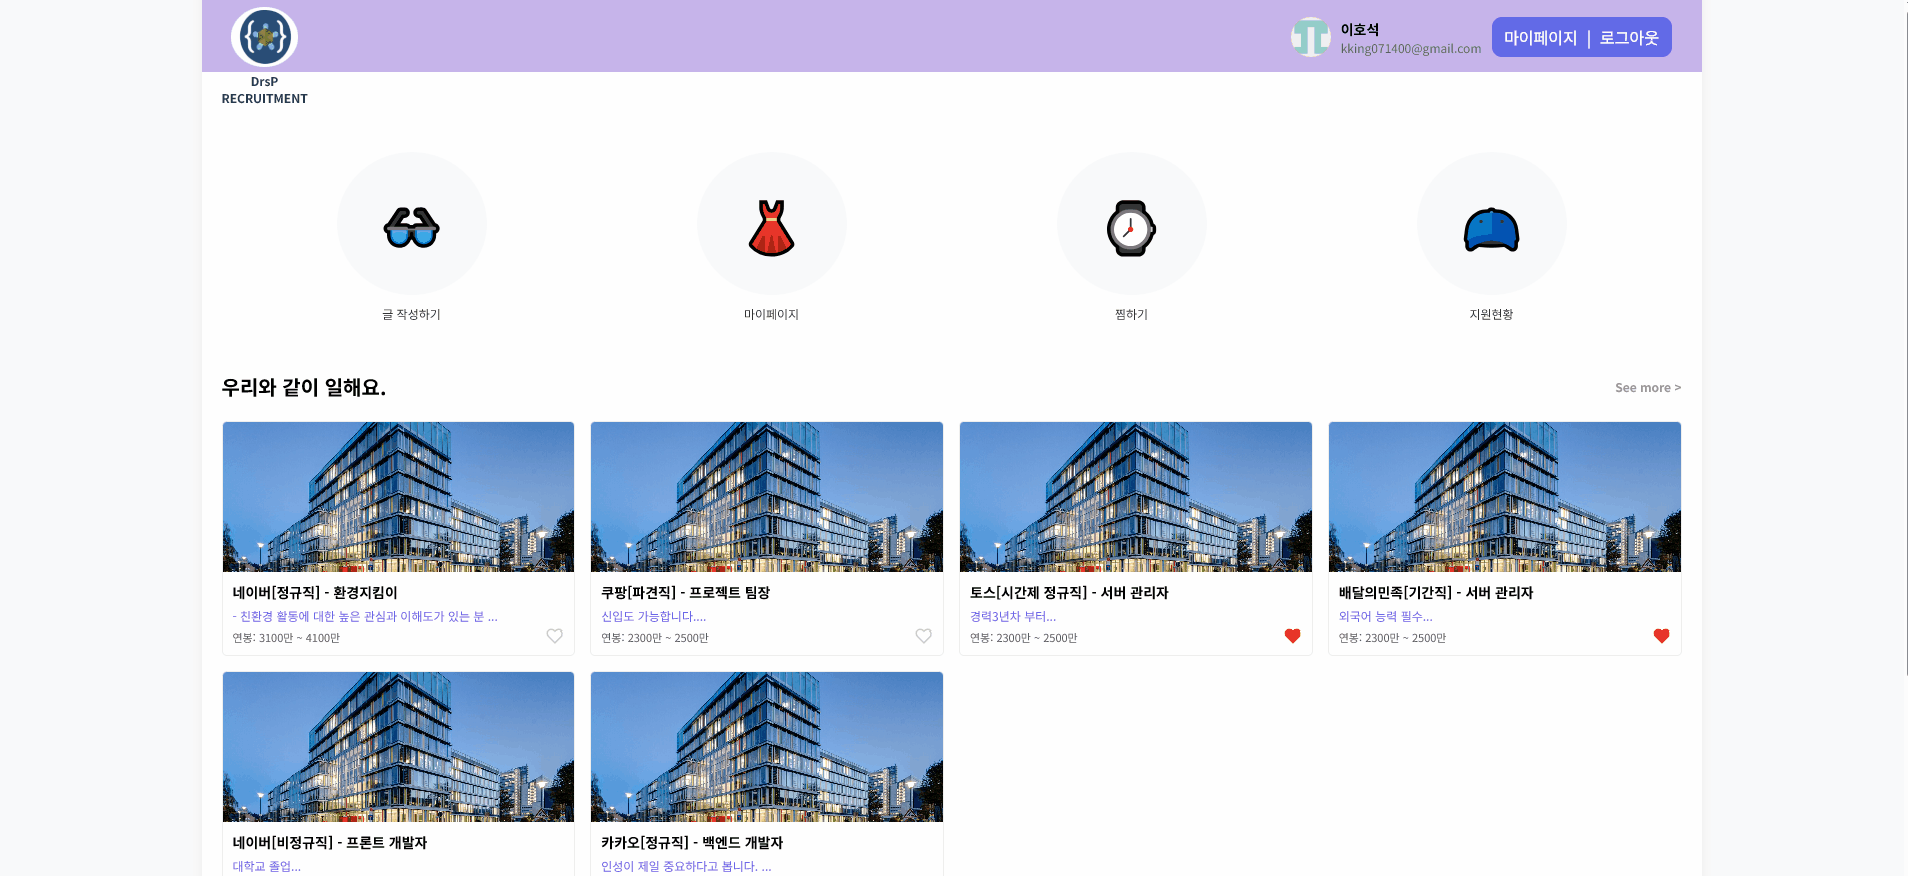 DrsP
RECRUITMENT
이호석
kking071400@gmail.com
마이페이지 | 로그아웃
글 작성하기
마이페이지
찜하기
지원현황
우리와 같이 일해요.
See more >
네이버[정규직] - 환경지킴이
- 친환경 활동에 대한 높은 관심과 이해도가 있는 분 ...
연봉: 3100만 ~ 4100만
쿠팡[파견직] - 프로젝트 팀장
신입도 가능합니다....
연봉: 2300만 ~ 2500만
토스[시간제 정규직] - 서버 관리자
경력3년차 부터...
연봉: 2300만 ~ 2500만
배달의민족[기간직] - 서버 관리자
외국어 능력 필수...
연봉: 2300만 ~ 2500만
네이버[비정규직] - 프론트 개발자
대학교 졸업...
카카오[정규직] - 백엔드 개발자
인성이 제일 중요하다고 봅니다. ...